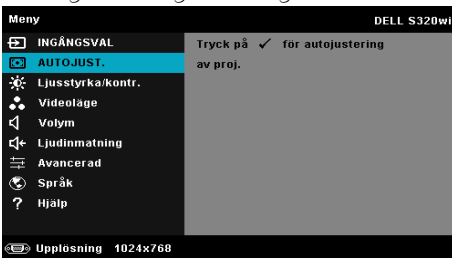 Meny DELL S320wi
INGÅNGSVAL
AUTOJUST.
Ljusstyrka/kontr.
Videoläge
Volym
Ljudinmatning
Avancerad
Språk
? Hjälp
Tryck på ✓ för autojustering
av proj.
Upplösning 1024x768